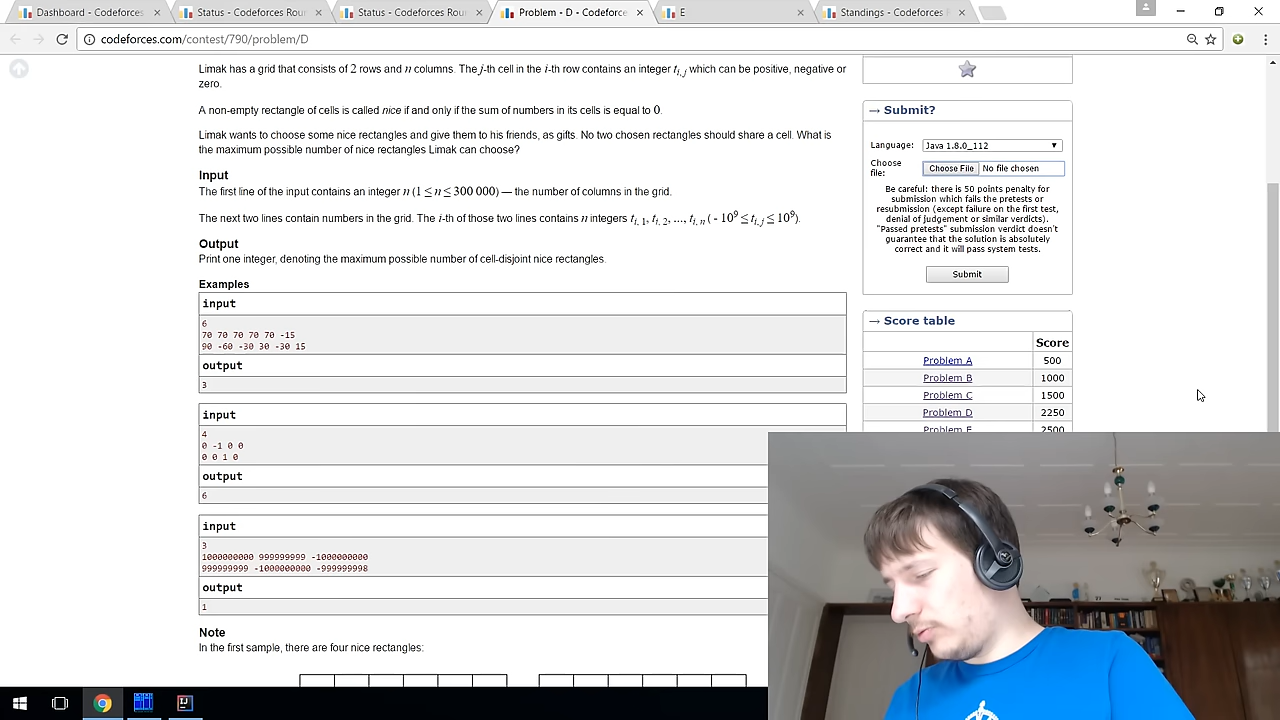 Dashboard - Codeforces
Status - Codeforces Rou
Status - Codeforces Rou
Problem - D - Codeforce
E
Standings - Codeforces
codeforces.com/contest/790/problem/D
Limak has a grid that consists of 2 rows and n columns. The j-th cell in the i-th row contains an integer ti, j which can be positive, negative or
zero.
A non-empty rectangle of cells is called nice if and only if the sum of numbers in its cells is equal to 0.
Limak wants to choose some nice rectangles and give them to his friends, as gifts. No two chosen rectangles should share a cell. What is
the maximum possible number of nice rectangles Limak can choose?
Input
The first line of the input contains an integer n (1 ≤ n ≤ 300 000) — the number of columns in the grid.
The next two lines contain numbers in the grid. The i-th of those two lines contains n integers ti, 1, ti, 2, ..., ti, n ( - 10^9 ≤ ti, j ≤ 10^9).
Output
Print one integer, denoting the maximum possible number of cell-disjoint nice rectangles.
Examples
input
6
70 70 70 70 70 -15
90 -60 -30 30 -30 15
output
3
input
4
0 -1 0 0
0 0 1 0
output
6
input
3
1000000000 999999999 -1000000000
999999999 -1000000000 -999999998
output
1
Note
In the first sample, there are four nice rectangles:
→ Submit?
Language: Java 1.8.0_112
Choose
file: Choose File No file chosen
Be careful: there is 50 points penalty for
submission which fails the pretests or
resubmission (except failure on the first test,
denial of judgement or similar verdicts).
"Passed pretests" submission verdict doesn't
guarantee that the solution is absolutely
correct and it will pass system tests.
Submit
→ Score table
Score
Problem A 500
Problem B 1000
Problem C 1500
Problem D 2250
Problem E 2500